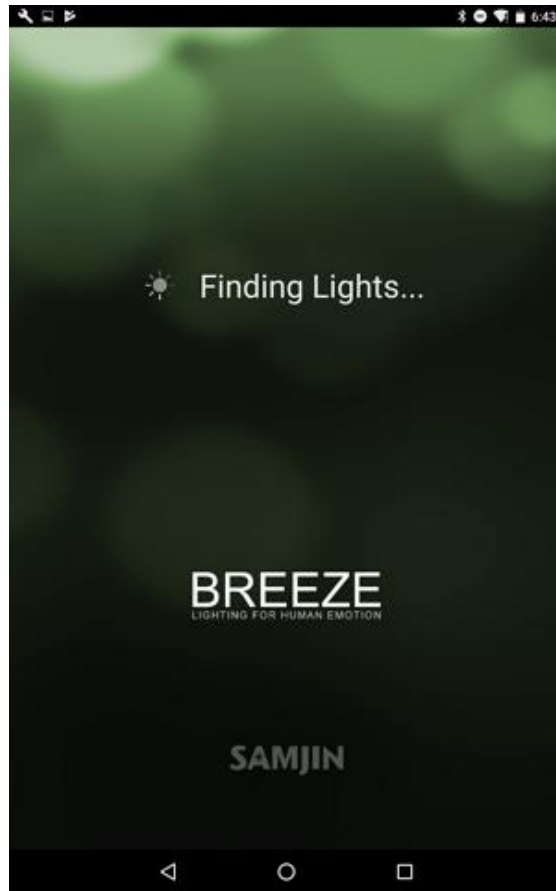 6:43
Finding Lights...
BREEZE
LIGHTING FOR HUMAN EMOTION
SAMJIN